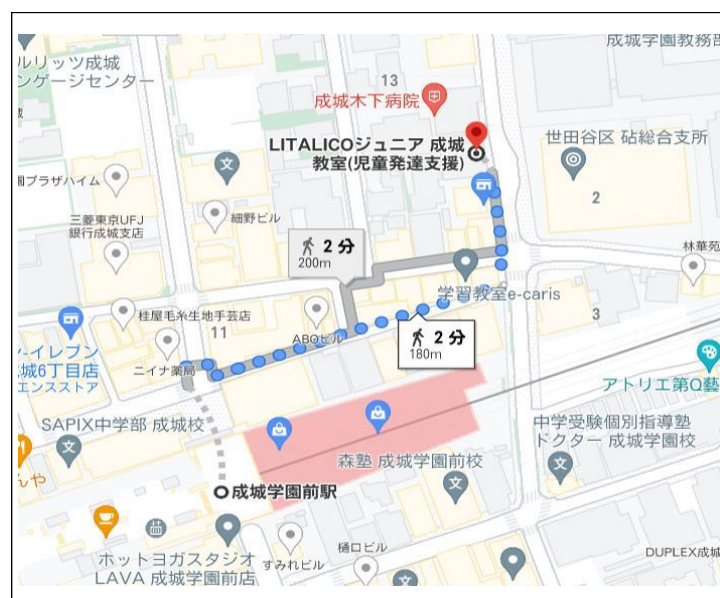 成城学園教務部
ルリッツ成城
ンゲージセンター
13
成城木下病院
LITALICOジュニア 成城
教室(児童発達支援)
世田谷区 砧総合支所
園プラザハイム
三菱東京UFJ
銀行成城支店
細野ビル
2
2 分
200m
林華苑
学習教室e-caris
桂屋毛糸生地手芸店
11
ABOビル
3
2 分
180m
-イレブン
城6丁目店
エンスストア
ニイナ薬局
アトリエ第Q藝
SAPIX中学部 成城校
中学受験個別指導塾
ドクター 成城学園校
森塾 成城学園前校
んや
成城学園前駅
ホットヨガスタジオ
LAVA 成城学園前店
すみれビル
樋口ビル
DUPLEX成城